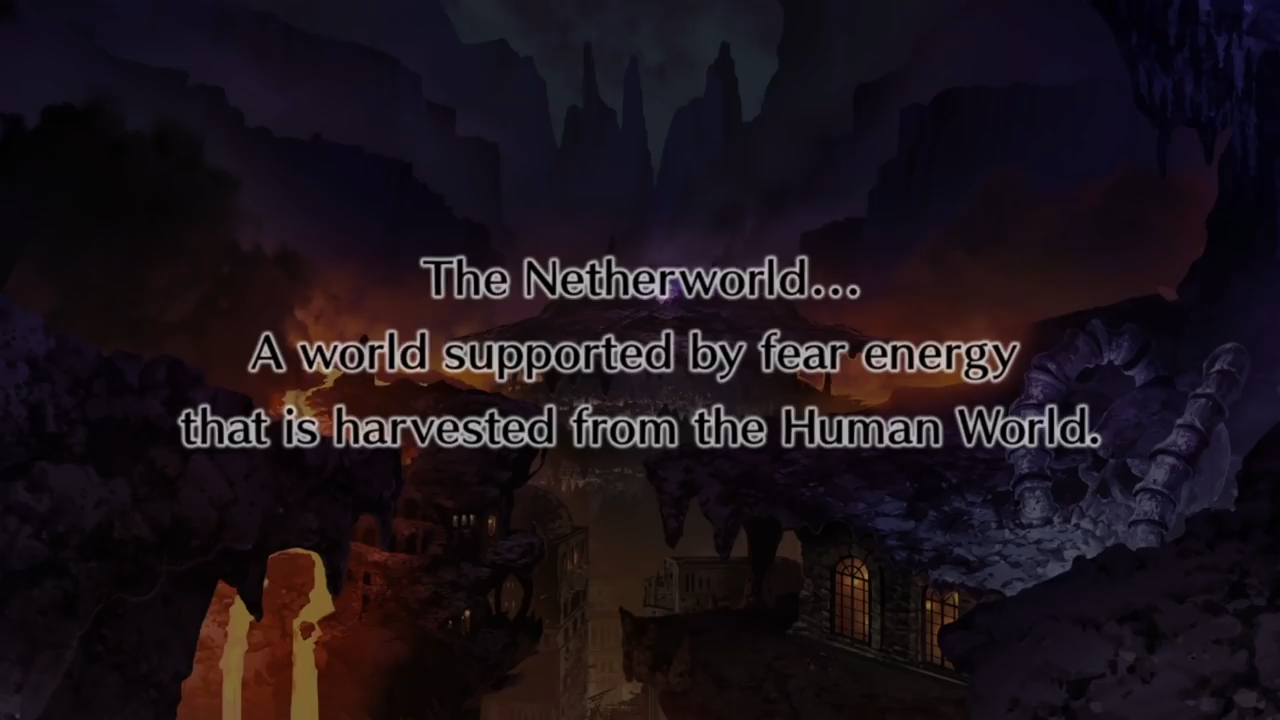 The Netherworld...
A world supported by fear energy
that is harvested from the Human World.